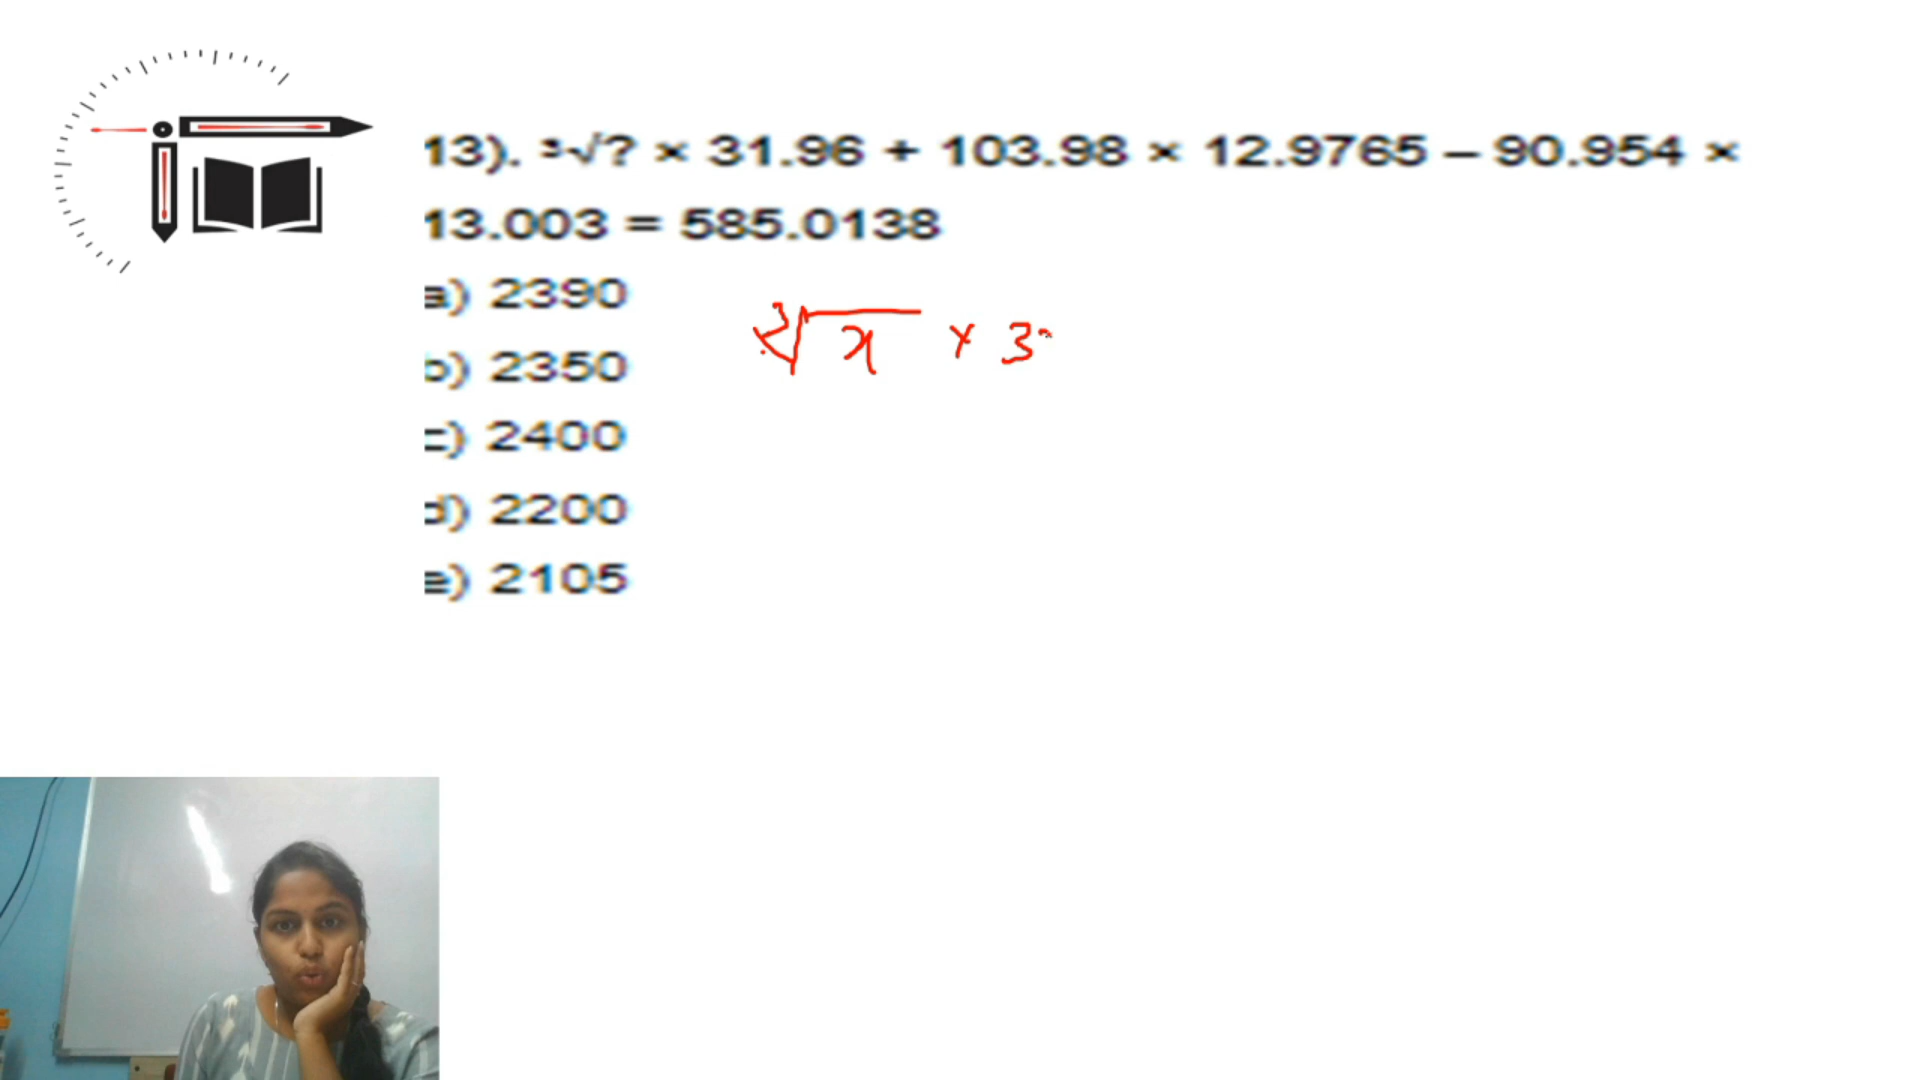 13). ³√? × 31.96 + 103.98 × 12.9765 – 90.954 ×
13.003 = 585.0138
a) 2390
b) 2350
c) 2400
d) 2200
e) 2105
∛x × 3